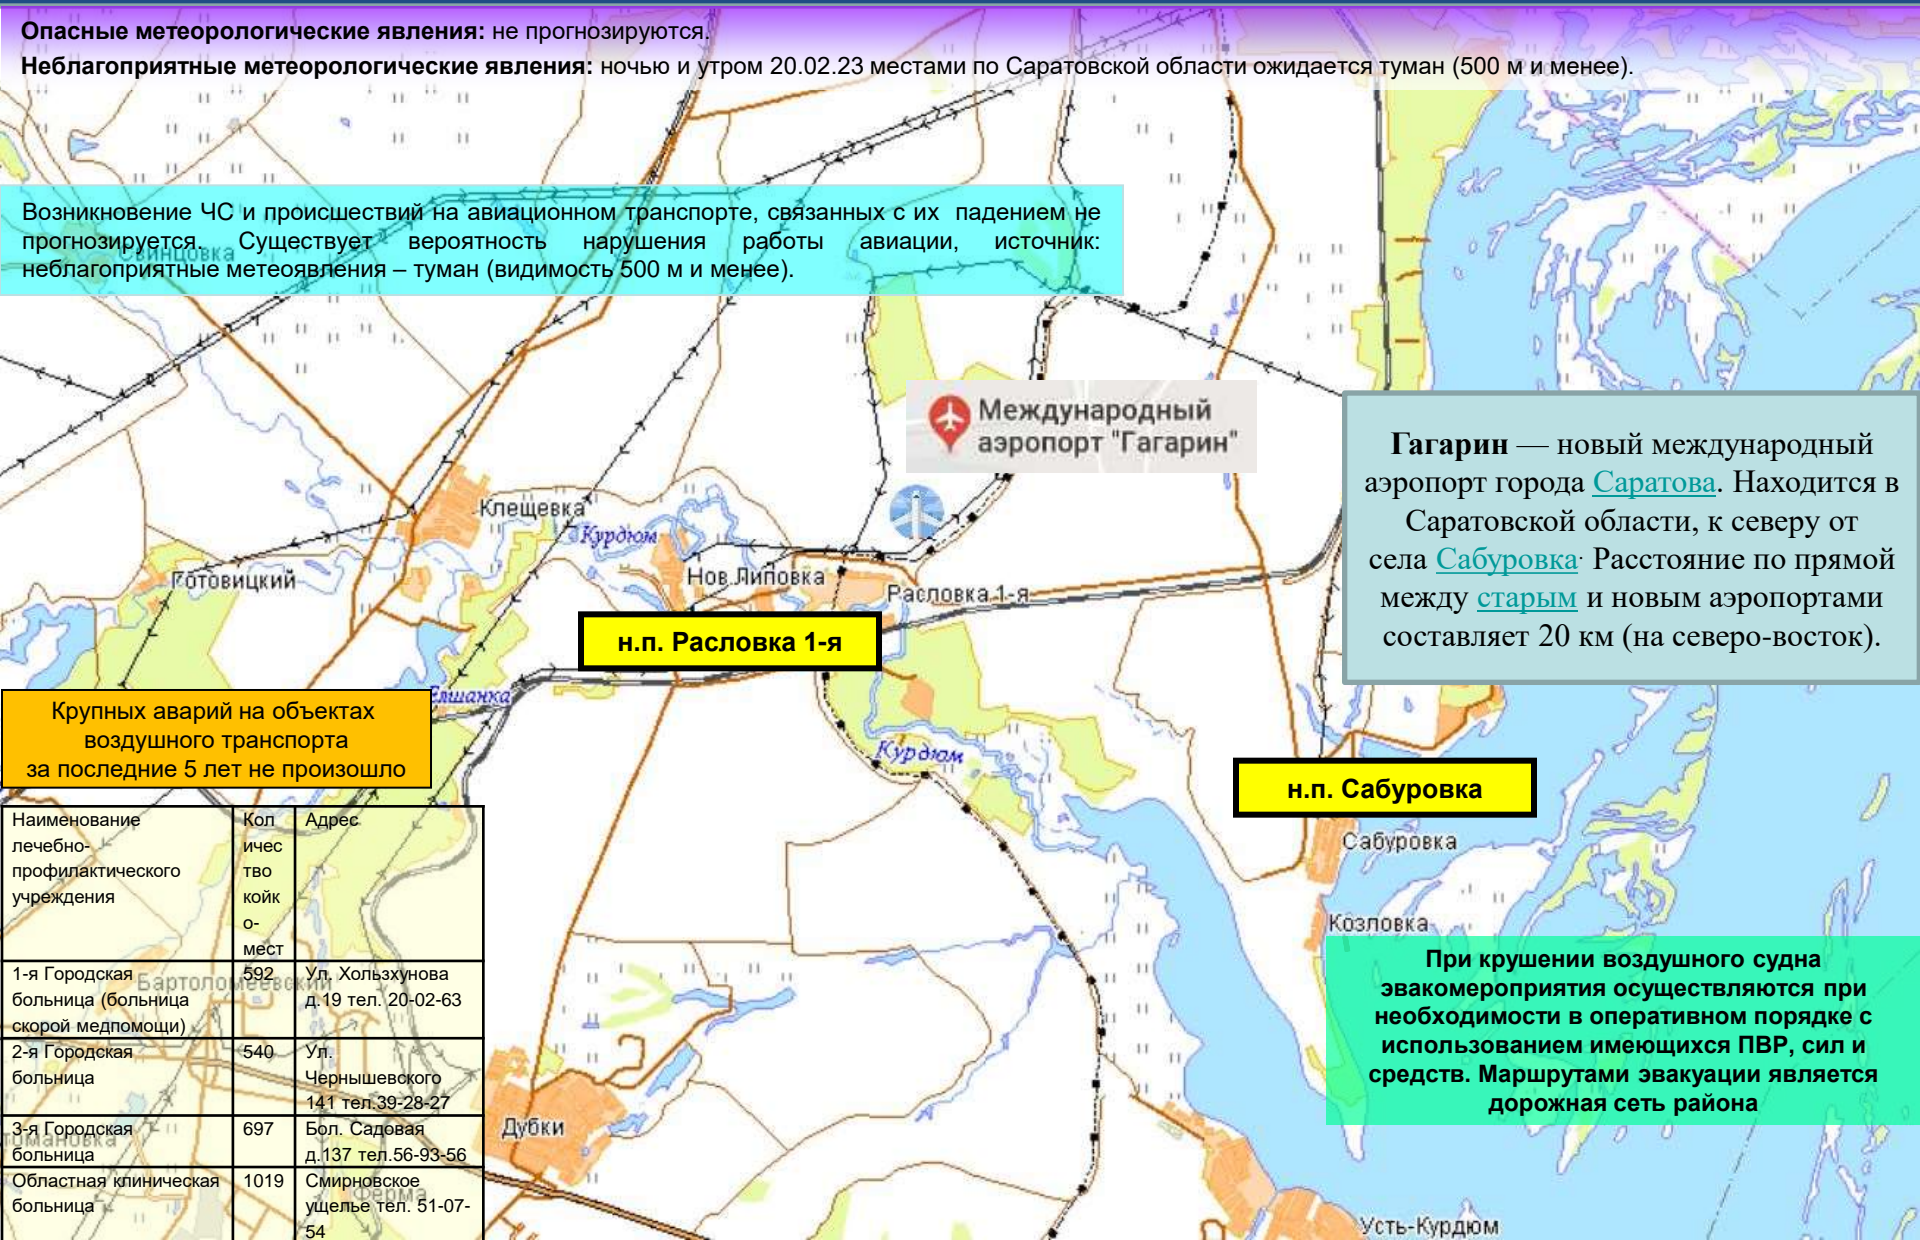 Опасные метеорологические явления: не прогнозируются.
Неблагоприятные метеорологические явления: ночью и утром 20.02.23 местами по Саратовской области ожидается туман (500 м и менее).
Возникновение ЧС и происшествий на авиационном транспорте, связанных с их падением не
прогнозируется. Существует вероятность нарушения работы авиации, источник:
неблагоприятные метеоявления – туман (видимость 500 м и менее).
Свинцовка
Международный
аэропорт "Гагарин"
Гагарин — новый международный
аэропорт города Саратова. Находится в
Саратовской области, к северу от
села Сабуровка. Расстояние по прямой
между старым и новым аэропортами
составляет 20 км (на северо-восток).
Клещевка
Курдюм
Готовицкий
Нов.Липовка
Расловка 1-я
н.п. Расловка 1-я
Елшанка
Крупных аварий на объектах
воздушного транспорта
за последние 5 лет не произошло
Курдюм
н.п. Сабуровка
Сабуровка
Козловка
Наименование
лечебно-
профилактического
учреждения
Кол
ичес
тво
койк
о-
мест
Адрес
1-я Городская
больница (больница
скорой медпомощи)
592
Ул. Хользхунова
д.19 тел. 20-02-63
Бартоломеевский
2-я Городская
больница
540
Ул.
Чернышевского
141 тел.39-28-27
3-я Городская
больница
697
Бол. Садовая
д.137 тел.56-93-56
Областная клиническая
больница
1019
Смирновское
ущелье тел. 51-07-
54
Ферма
Дубки
При крушении воздушного судна
эвакомероприятия осуществляются при
необходимости в оперативном порядке с
использованием имеющихся ПВР, сил и
средств. Маршрутами эвакуации является
дорожная сеть района
Усть-Курдюм